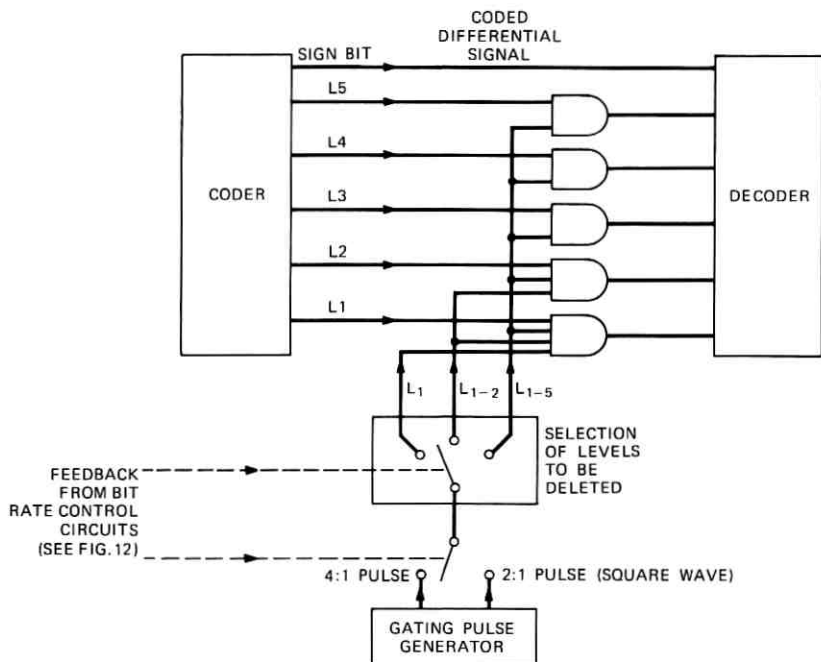 CODED
DIFFERENTIAL
SIGNAL
SIGN BIT
L5
L4
L3
L2
L1
CODER
DECODER
L₁
L₁₋₂
L₁₋₅
SELECTION
OF LEVELS
TO BE
DELETED
FEEDBACK
FROM BIT
RATE CONTROL
CIRCUITS
(SEE FIG.12)
4:1 PULSE
2:1 PULSE (SQUARE WAVE)
GATING PULSE
GENERATOR